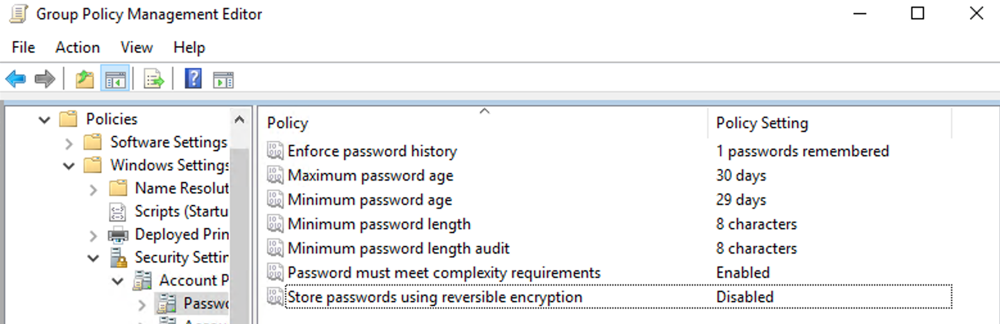 Group Policy Management Editor
File Action View Help
Policies
Software Settings
Windows Settings
Name Resolut
Scripts (Startu
Deployed Prin
Security Settin
Account P
Passwo
Policy Policy Setting
Enforce password history 1 passwords remembered
Maximum password age 30 days
Minimum password age 29 days
Minimum password length 8 characters
Minimum password length audit 8 characters
Password must meet complexity requirements Enabled
Store passwords using reversible encryption Disabled